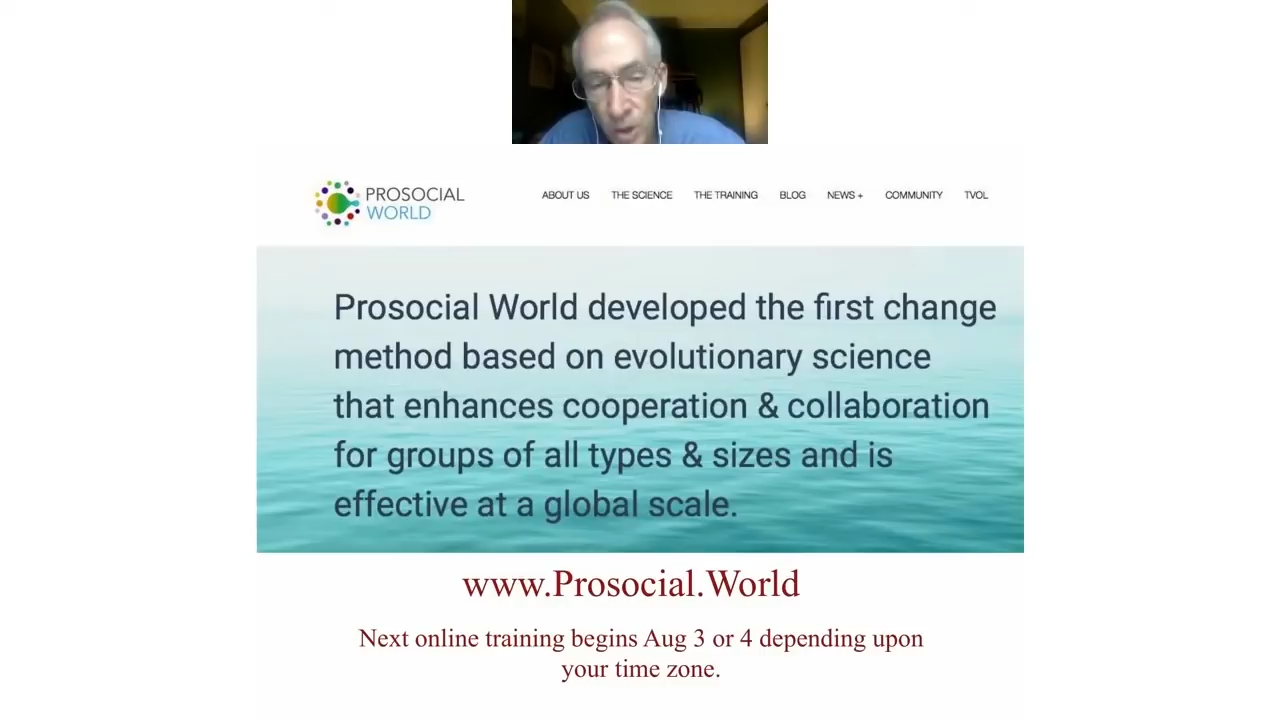 PROSOCIAL
WORLD
ABOUT US THE SCIENCE THE TRAINING BLOG NEWS + COMMUNITY TVOL
Prosocial World developed the first change
method based on evolutionary science
that enhances cooperation & collaboration
for groups of all types & sizes and is
effective at a global scale.
www.Prosocial.World
Next online training begins Aug 3 or 4 depending upon
your time zone.